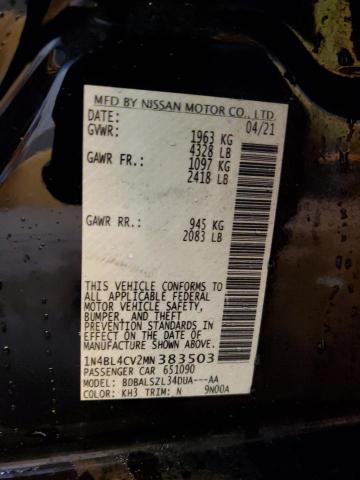 MFD BY NISSAN MOTOR CO., LTD.
DATE: 04/21
GVWR: 1963 KG
4328 LB
GAWR FR: 1097 KG
2418 LB
GAWR RR: 945 KG
2083 LB
THIS VEHICLE CONFORMS TO
ALL APPLICABLE FEDERAL
MOTOR VEHICLE SAFETY,
BUMPER, AND THEFT
PREVENTION STANDARDS
IN EFFECT ON THE DATE OF
MANUFACTURE SHOWN ABOVE.
1N4BL4CV2MN383503
PASSENGER CAR 651090
MODEL: BDBALSZL34DUA---AA
COLOR: KH3 TRIM: N 9N00A